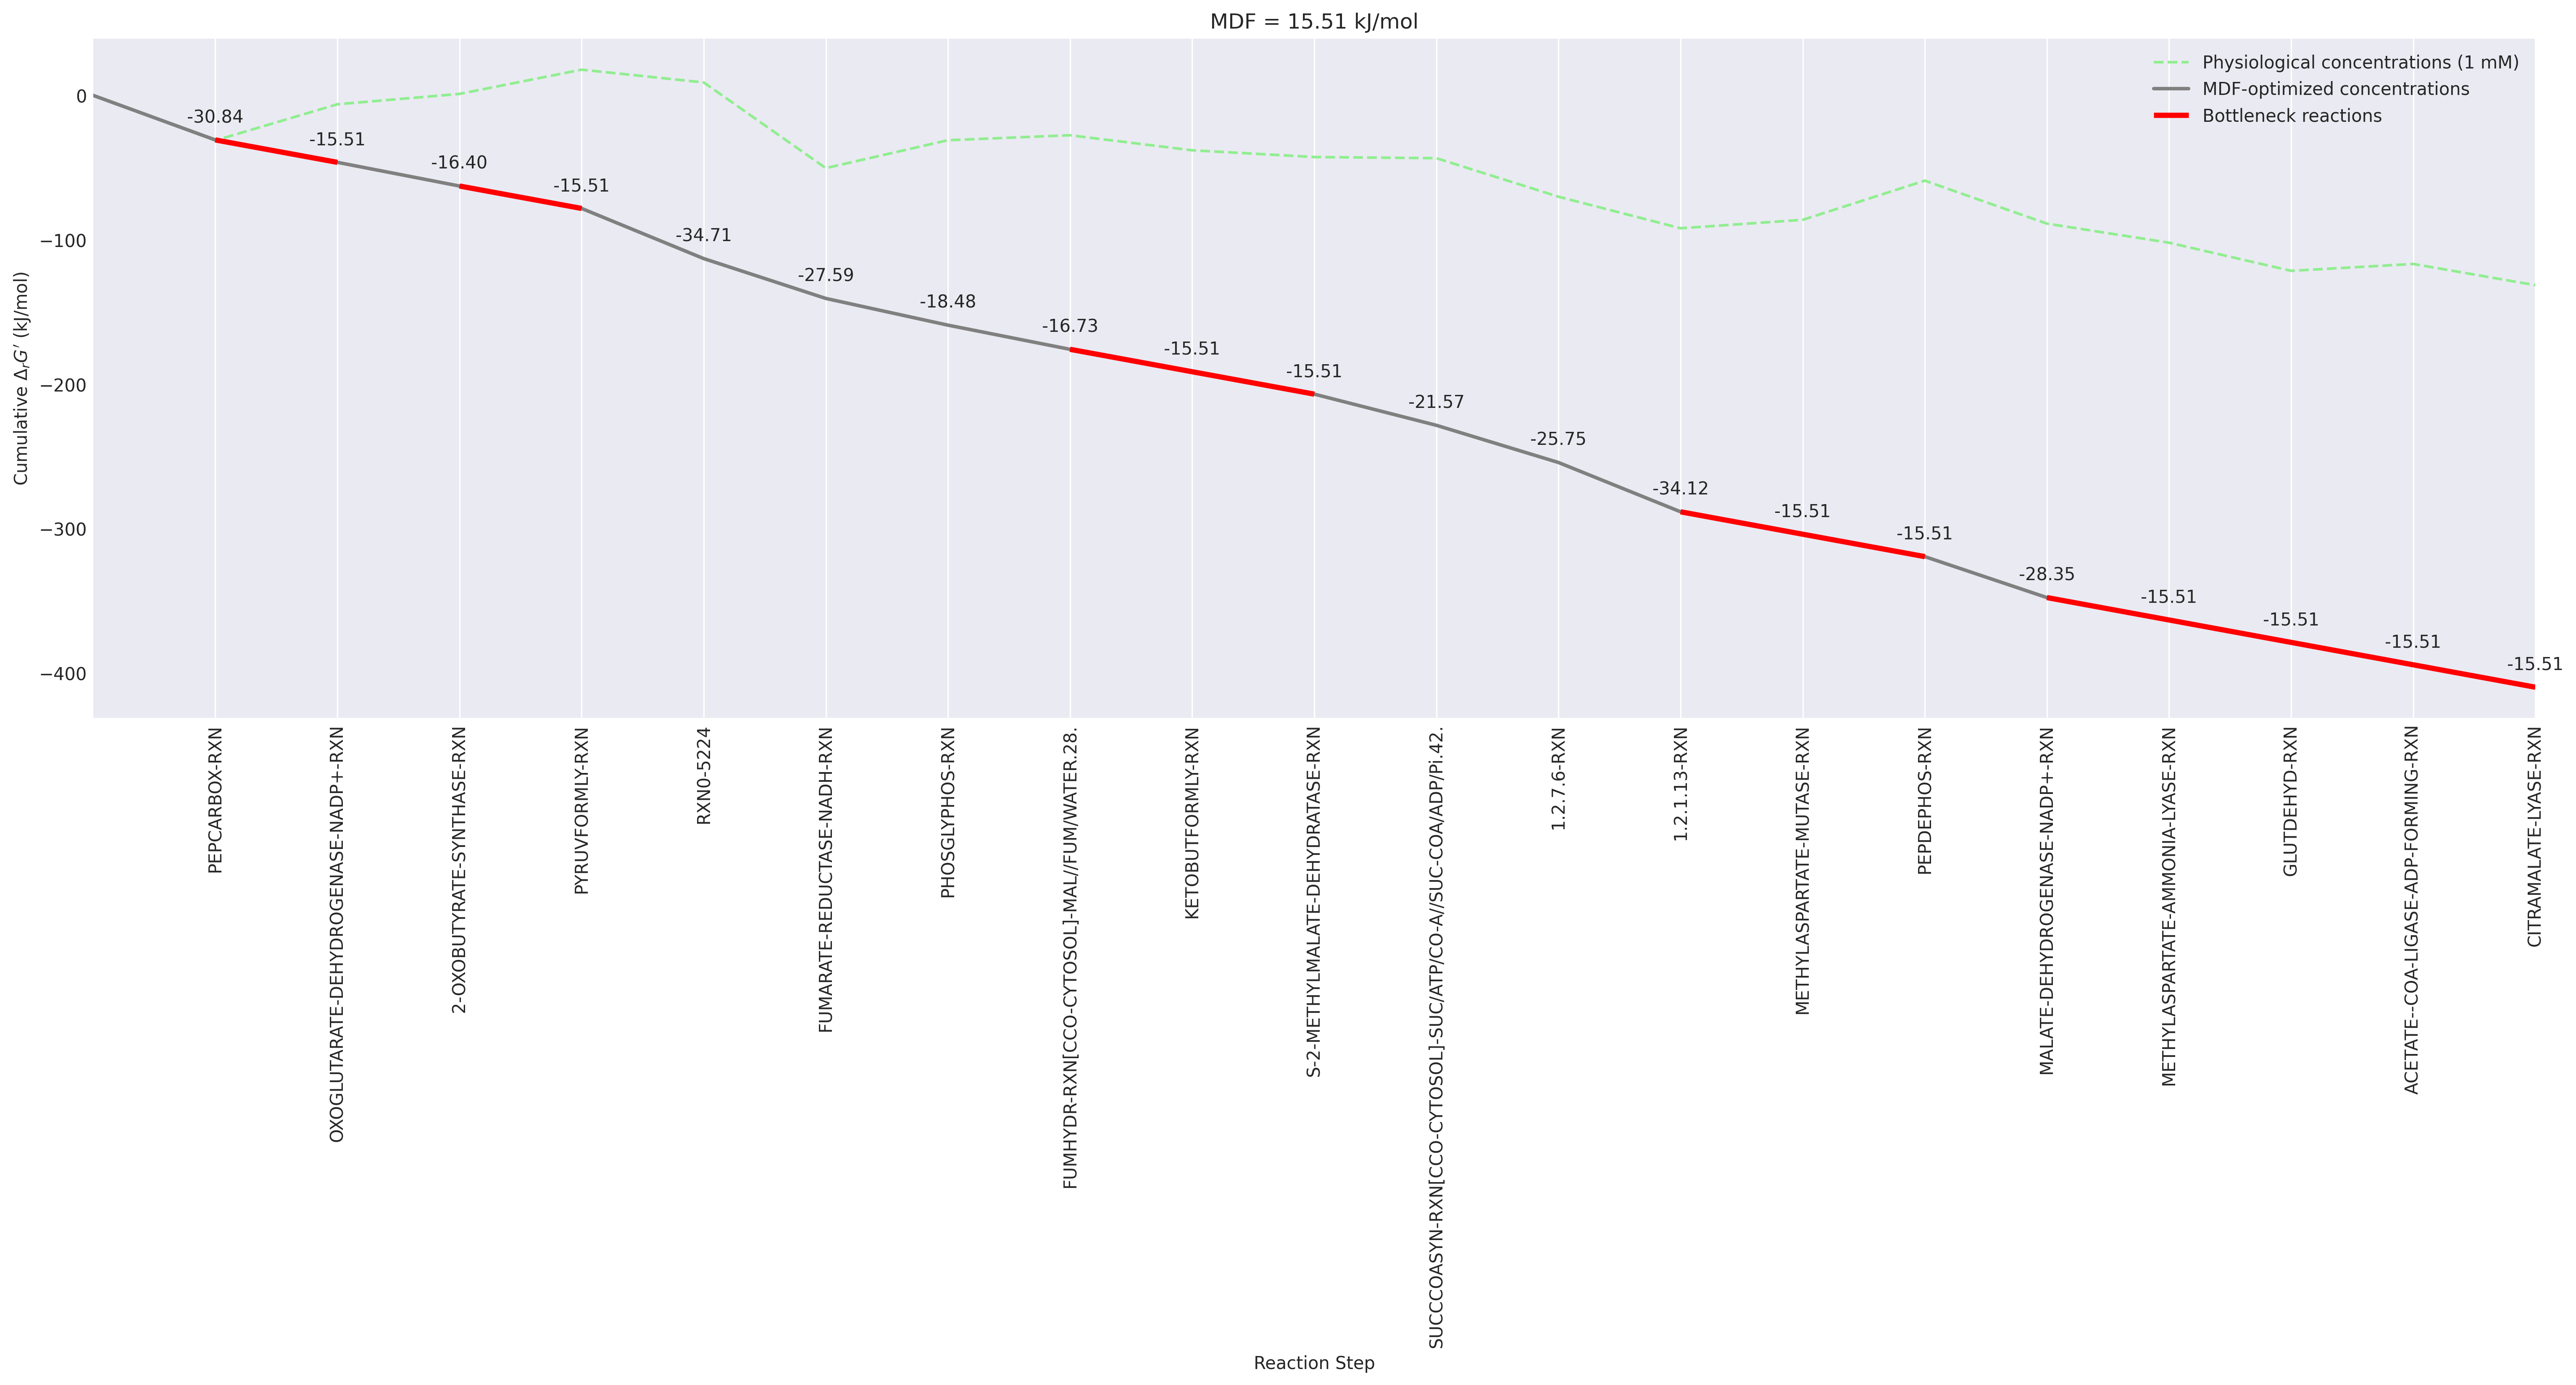 MDF = 15.51 kJ/mol
Physiological concentrations (1 mM)
MDF-optimized concentrations
Bottleneck reactions
Cumulative ΔrG′ (kJ/mol)
0
−100
−200
−300
−400
-30.84
-15.51
-16.40
-15.51
-34.71
-27.59
-18.48
-16.73
-15.51
-15.51
-21.57
-25.75
-34.12
-15.51
-15.51
-28.35
-15.51
-15.51
-15.51
-15.51
PEPCARBOX-RXN
OXOGLUTARATE-DEHYDROGENASE-NADP+-RXN
2-OXOBUTYRATE-SYNTHASE-RXN
PYRUVFORMLY-RXN
RXN0-5224
FUMARATE-REDUCTASE-NADH-RXN
PHOSGLYPHOS-RXN
FUMHYDR-RXN[CCO-CYTOSOL]-MAL//FUM/WATER.28.
KETOBUTFORMLY-RXN
S-2-METHYLMALATE-DEHYDRATASE-RXN
SUCCCOASYN-RXN[CCO-CYTOSOL]-SUC/ATP/CO-A//SUC-COA/ADP/Pi.42.
1.2.7.6-RXN
1.2.1.13-RXN
METHYLASPARTATE-MUTASE-RXN
PEPDEPHOS-RXN
MALATE-DEHYDROGENASE-NADP+-RXN
METHYLASPARTATE-AMMONIA-LYASE-RXN
GLUTDEHYD-RXN
ACETATE--COA-LIGASE-ADP-FORMING-RXN
CITRAMALATE-LYASE-RXN
Reaction Step